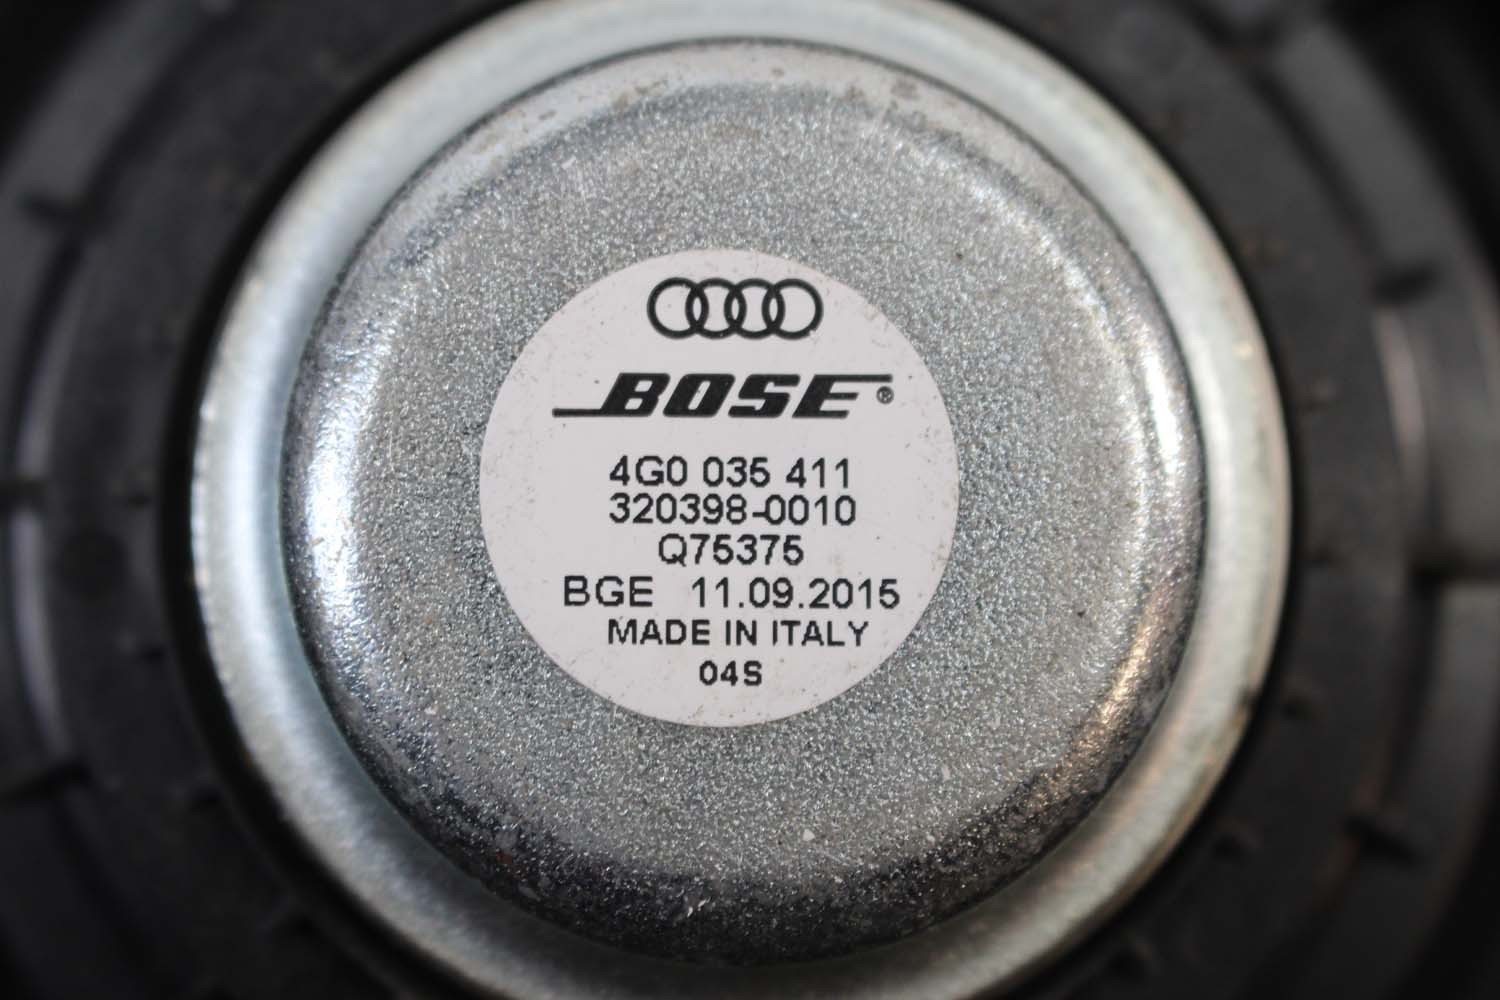 BOSE®
4G0 035 411
320398-0010
Q75375
BGE 11.09.2015
MADE IN ITALY
04S